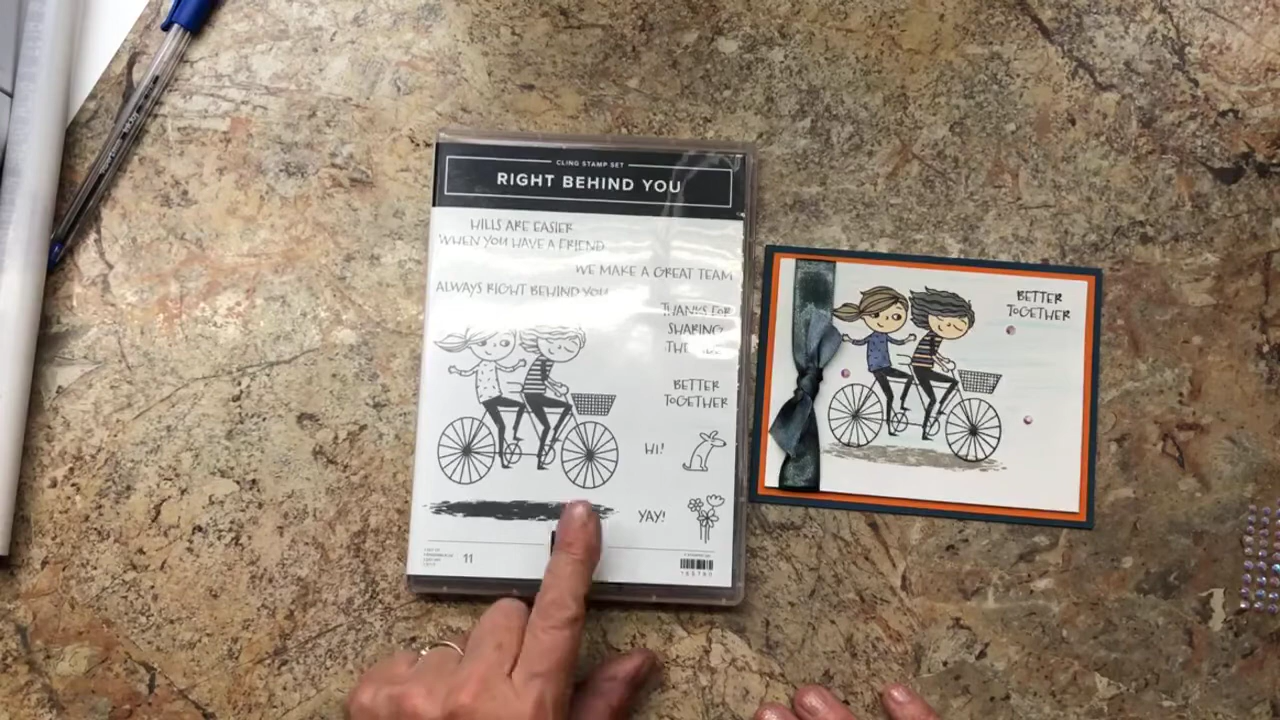 CLING STAMP SET
RIGHT BEHIND YOU
HILLS ARE EASIER
WHEN YOU HAVE A FRIEND
WE MAKE A GREAT TEAM
ALWAYS RIGHT BEHIND YOU
THANKS FOR
SHARING
THE
BETTER
TOGETHER
HI!
YAY!
11
BETTER
TOGETHER